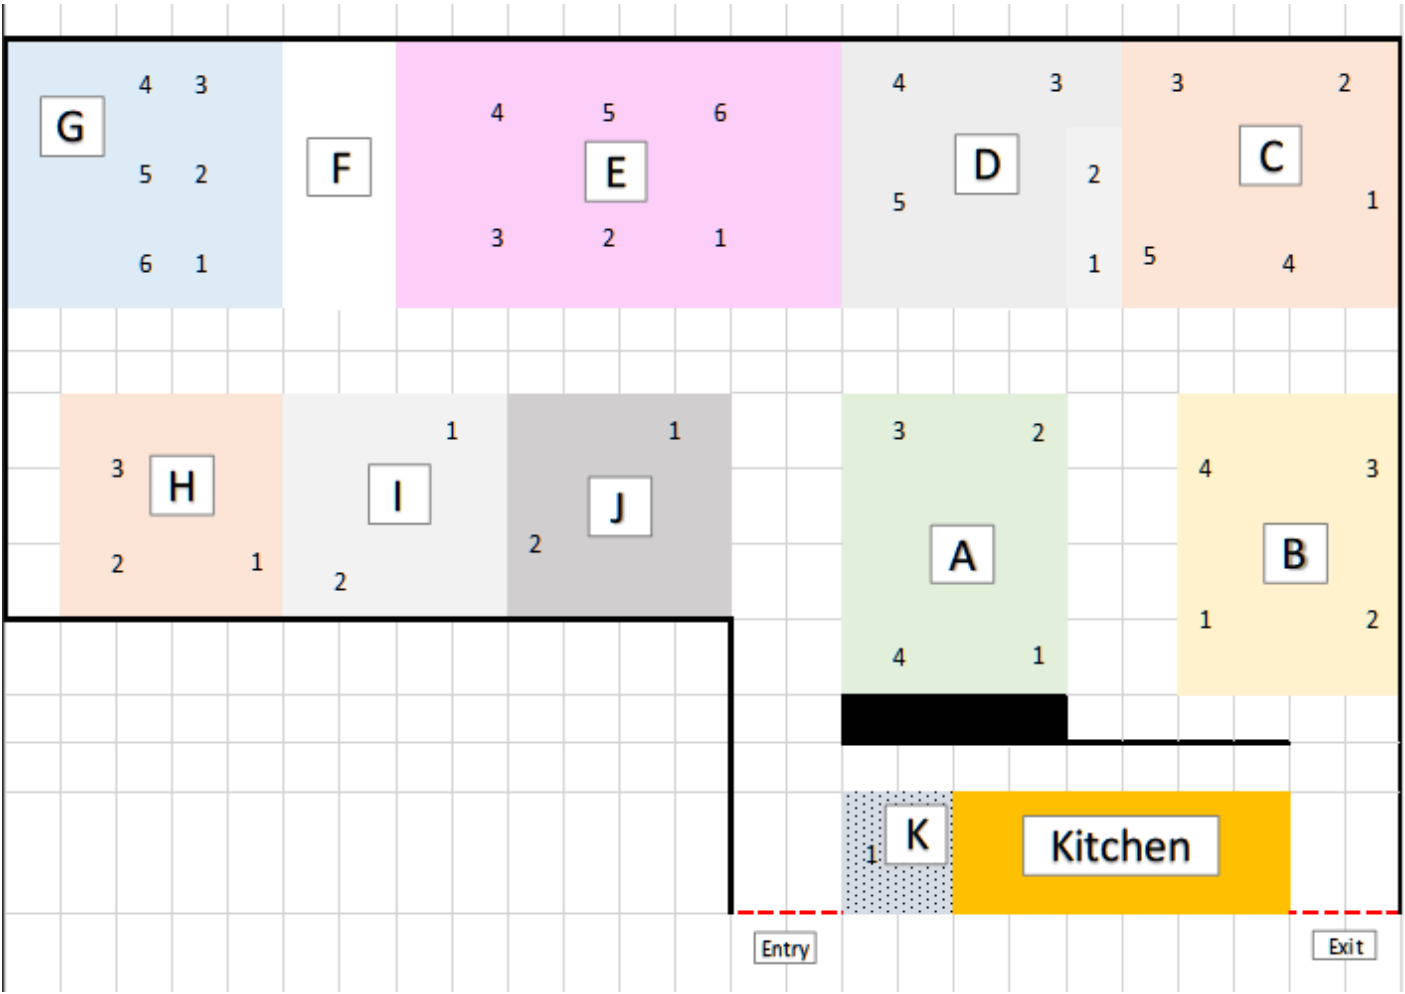 4 3 4 3 3 2
G 4 5 6
F E D C
5 2 5 2 1
3 2 1
6 1 1 5 4
1 1 3 2
3 H I J 4 3
2 1 2 2 A B
1 2
4 1
K Kitchen
1
Entry Exit